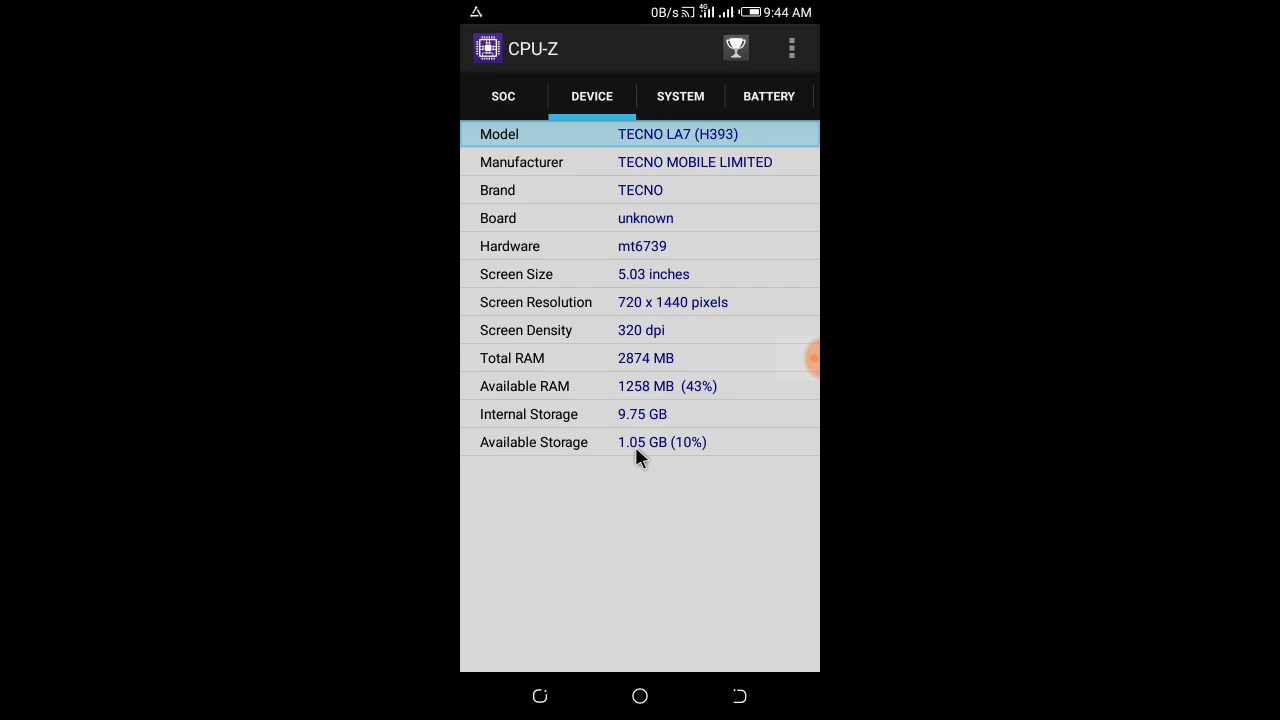 0B/s 4G 9:44 AM
CPU-Z
SOC DEVICE SYSTEM BATTERY
Model TECNO LA7 (H393)
Manufacturer TECNO MOBILE LIMITED
Brand TECNO
Board unknown
Hardware mt6739
Screen Size 5.03 inches
Screen Resolution 720 x 1440 pixels
Screen Density 320 dpi
Total RAM 2874 MB
Available RAM 1258 MB (43%)
Internal Storage 9.75 GB
Available Storage 1.05 GB (10%)